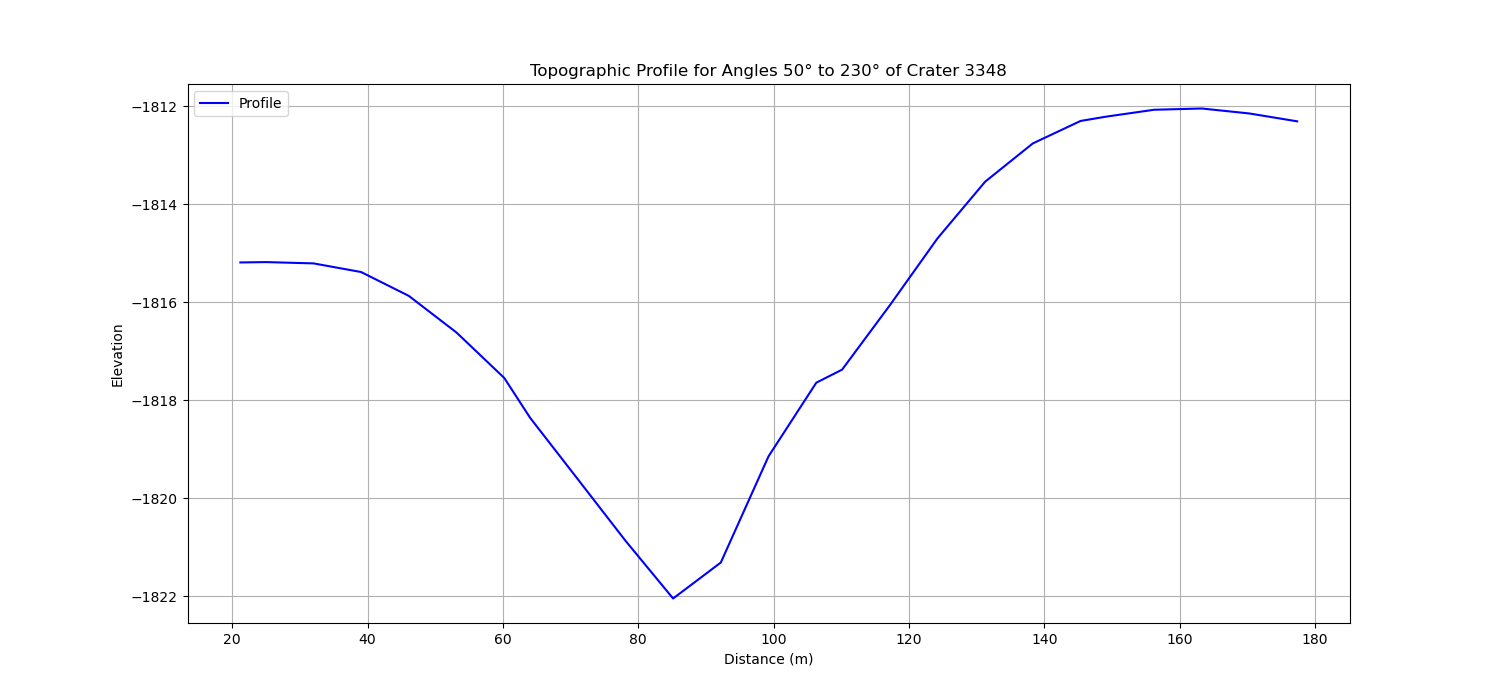 Topographic Profile for Angles 50° to 230° of Crater 3348
Profile
−1812
−1814
−1816
−1818
−1820
−1822
Elevation
20 40 60 80 100 120 140 160 180
Distance (m)